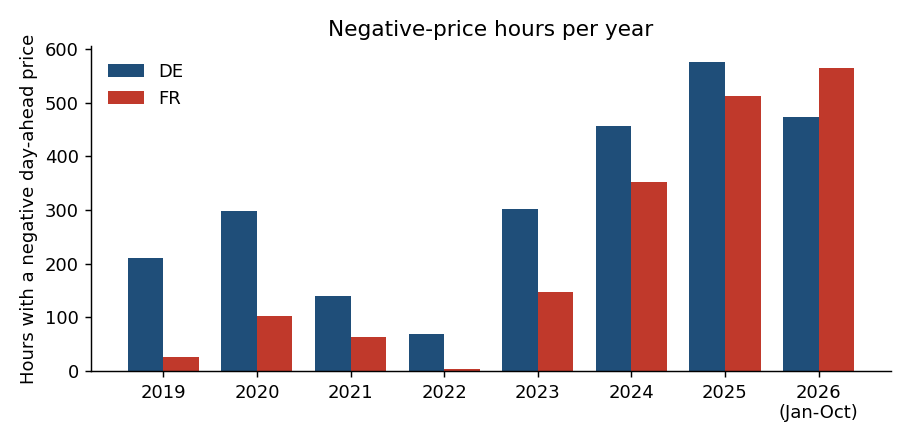 Negative-price hours per year
Hours with a negative day-ahead price
600
500
400
300
200
100
0
DE
FR
2019 2020 2021 2022 2023 2024 2025 2026
(Jan-Oct)